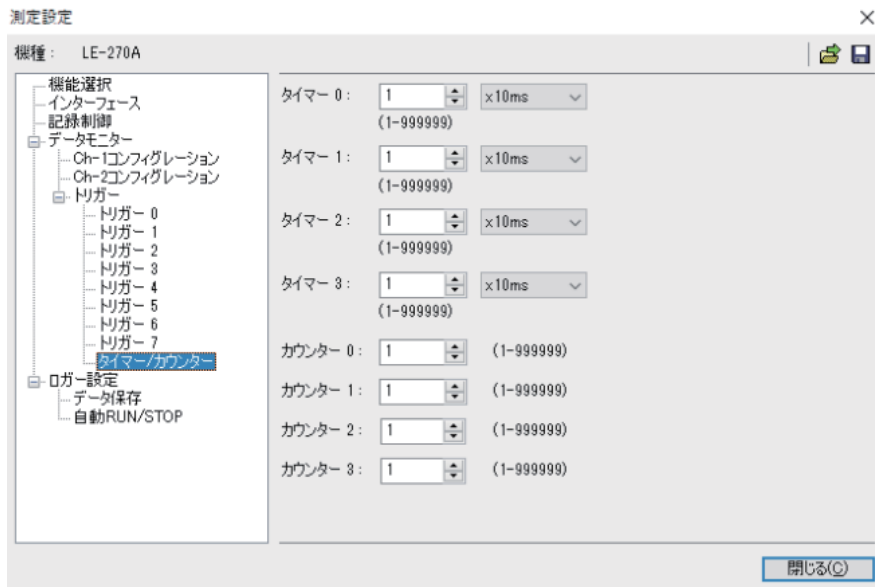 測定設定
機種： LE-270A
機能選択
インターフェース
記録制御
データモニター
Ch-1コンフィグレーション
Ch-2コンフィグレーション
トリガー
トリガー 0
トリガー 1
トリガー 2
トリガー 3
トリガー 4
トリガー 5
トリガー 6
トリガー 7
タイマー/カウンター
ロガー設定
データ保存
自動RUN/STOP
タイマー 0： 1 x10ms
(1-999999)
タイマー 1： 1 x10ms
(1-999999)
タイマー 2： 1 x10ms
(1-999999)
タイマー 3： 1 x10ms
(1-999999)
カウンター 0： 1 (1-999999)
カウンター 1： 1 (1-999999)
カウンター 2： 1 (1-999999)
カウンター 3： 1 (1-999999)
閉じる(C)